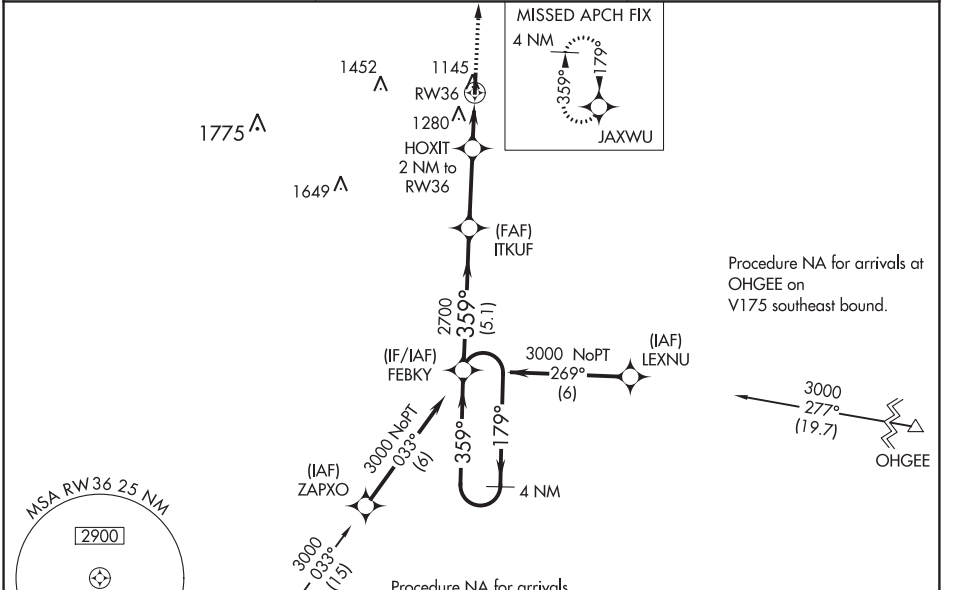 MISSED APCH FIX
4 NM
179°
359°
JAXWU
1452
1145
RW36
1775
1280
HOXIT
2 NM to
RW36
1649
(FAF)
ITKUF
Procedure NA for arrivals at
OHGEE on
V175 southeast bound.
2700
359°
(5.1)
(IF/IAF)
FEBKY
3000 NoPT
269°
(6)
(IAF)
LEXNU
3000
277°
(19.7)
OHGEE
3000 NoPT
033°
(6)
359°
179°
4 NM
(IAF)
ZAPXO
MSA RW36 25 NM
2900
3000
033°
(15)
Procedure NA for arrivals